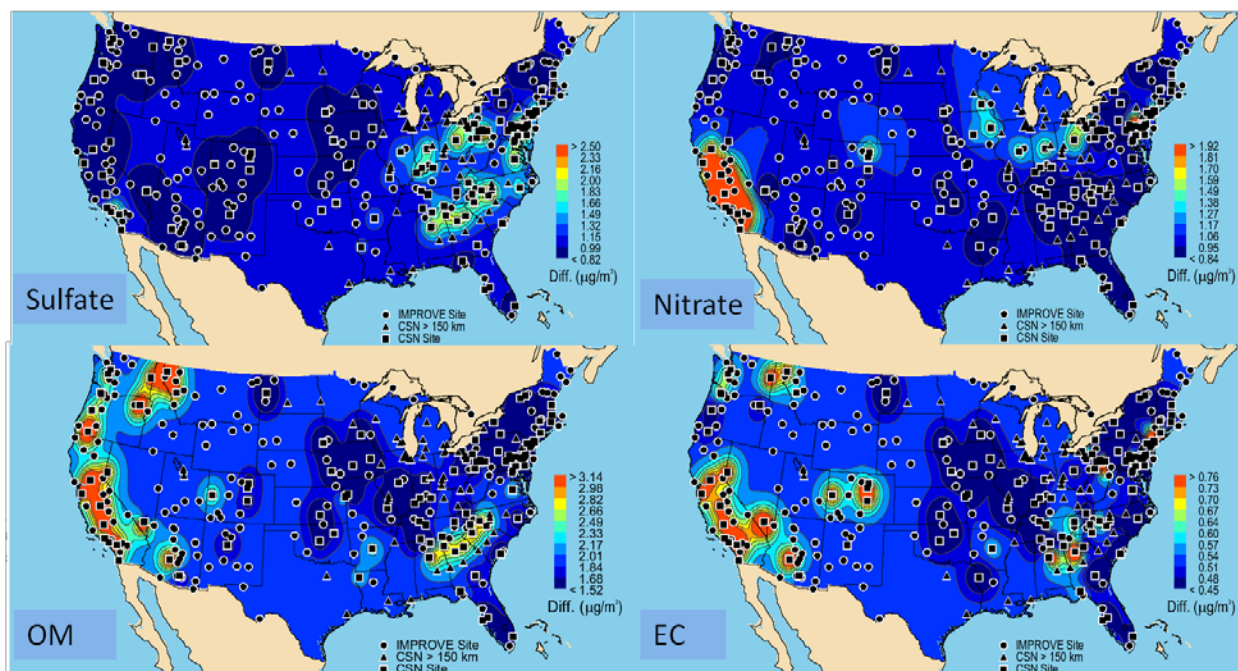 > 2.50
2.33
2.16
2.00
1.83
1.66
1.49
1.32
1.15
0.99
< 0.82
Diff. (µg/m³)
Sulfate
IMPROVE Site
CSN > 150 km
CSN Site
> 1.92
1.81
1.70
1.59
1.49
1.38
1.27
1.17
1.06
0.95
< 0.84
Diff. (µg/m³)
Nitrate
IMPROVE Site
CSN > 150 km
CSN Site
> 3.14
2.98
2.82
2.66
2.49
2.33
2.17
2.01
1.84
1.68
< 1.52
Diff. (µg/m³)
OM
IMPROVE Site
CSN > 150 km
CSN Site
> 0.76
0.73
0.70
0.67
0.64
0.60
0.57
0.54
0.51
0.48
< 0.45
Diff. (µg/m³)
EC
IMPROVE Site
CSN > 150 km
CSN Site